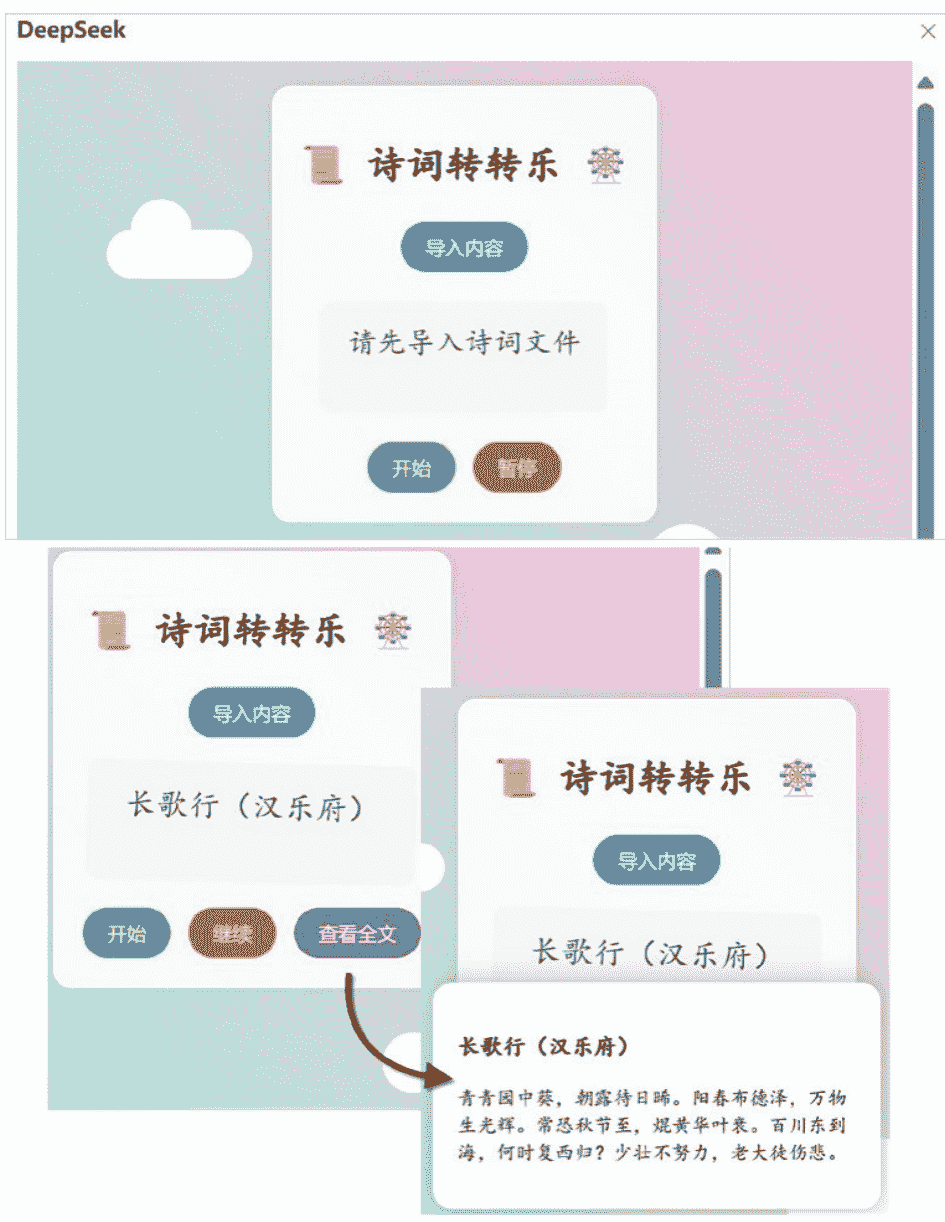 DeepSeek
诗词转转乐
导入内容
请先导入诗词文件
开始 暂停
诗词转转乐
导入内容
长歌行（汉乐府）
开始 继续 查看全文
诗词转转乐
导入内容
长歌行（汉乐府）
长歌行（汉乐府）
青青园中葵，朝露待日晞。阳春布德泽，万物
生光辉。常恐秋节至，焜黄华叶衰。百川东到
海，何时复西归？少壮不努力，老大徒伤悲。